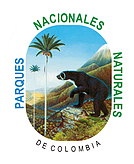 PARQUES
NACIONALES
NATURALES
DE COLOMBIA